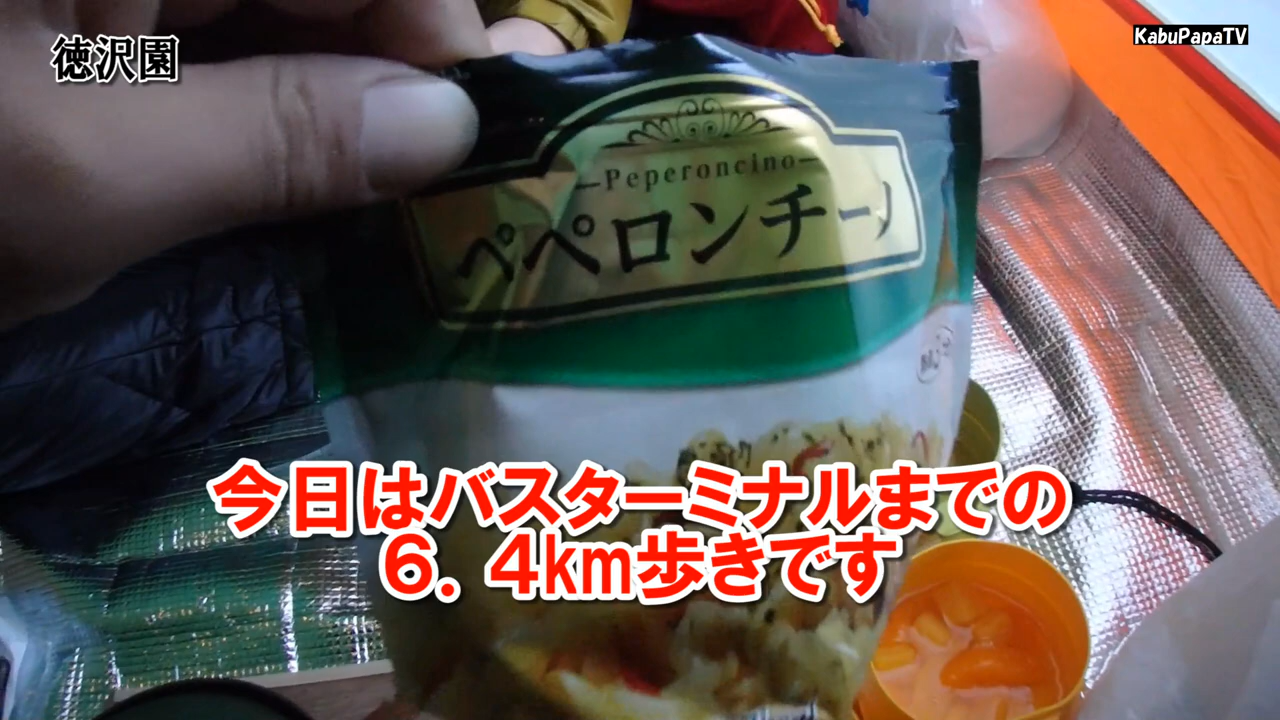 徳沢園
KabuPapaTV
Peperoncino
ペペロンチーノ
今日はバスターミナルまでの
６．４km歩きです